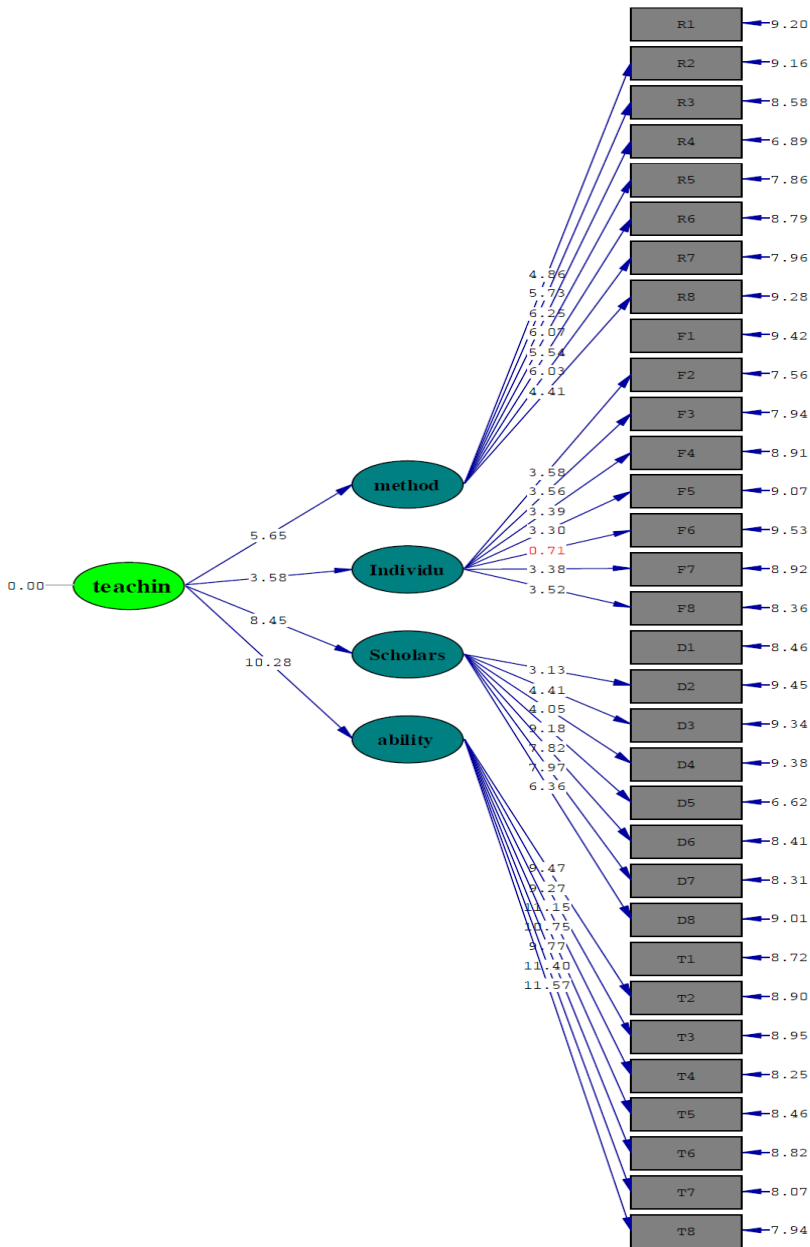 R1 9.20
R2 9.16
R3 8.58
R4 6.89
R5 7.86
R6 8.79
R7 7.96
R8 9.28
F1 9.42
F2 7.56
F3 7.94
F4 8.91
F5 9.07
F6 9.53
F7 8.92
F8 8.36
D1 8.46
D2 9.45
D3 9.34
D4 9.38
D5 6.62
D6 8.41
D7 8.31
D8 9.01
T1 8.72
T2 8.90
T3 8.95
T4 8.25
T5 8.46
T6 8.82
T7 8.07
T8 7.94
4.86
5.73
6.25
6.07
5.54
6.03
4.41
3.58
3.56
3.39
3.30
0.71
3.38
3.52
3.13
4.41
4.05
9.18
7.82
7.97
6.36
9.47
9.27
11.15
10.75
9.77
11.40
11.57
method
Individu
Scholars
ability
5.65
3.58
8.45
10.28
0.00 teachin